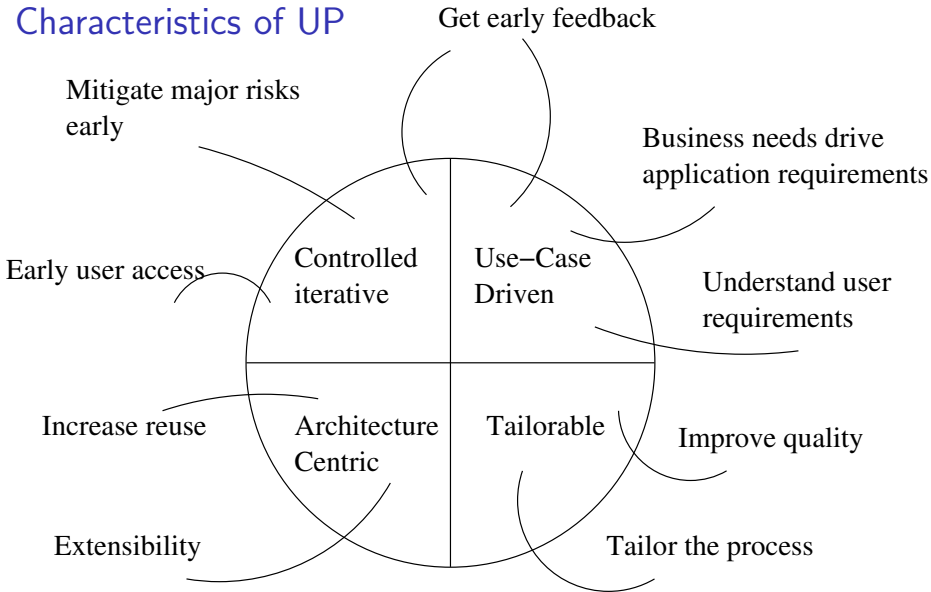 Characteristics of UP
Get early feedback
Mitigate major risks
early
Business needs drive
application requirements
Controlled
iterative
Use−Case
Driven
Early user access
Understand user
requirements
Increase reuse
Architecture
Centric
Tailorable
Improve quality
Extensibility
Tailor the process